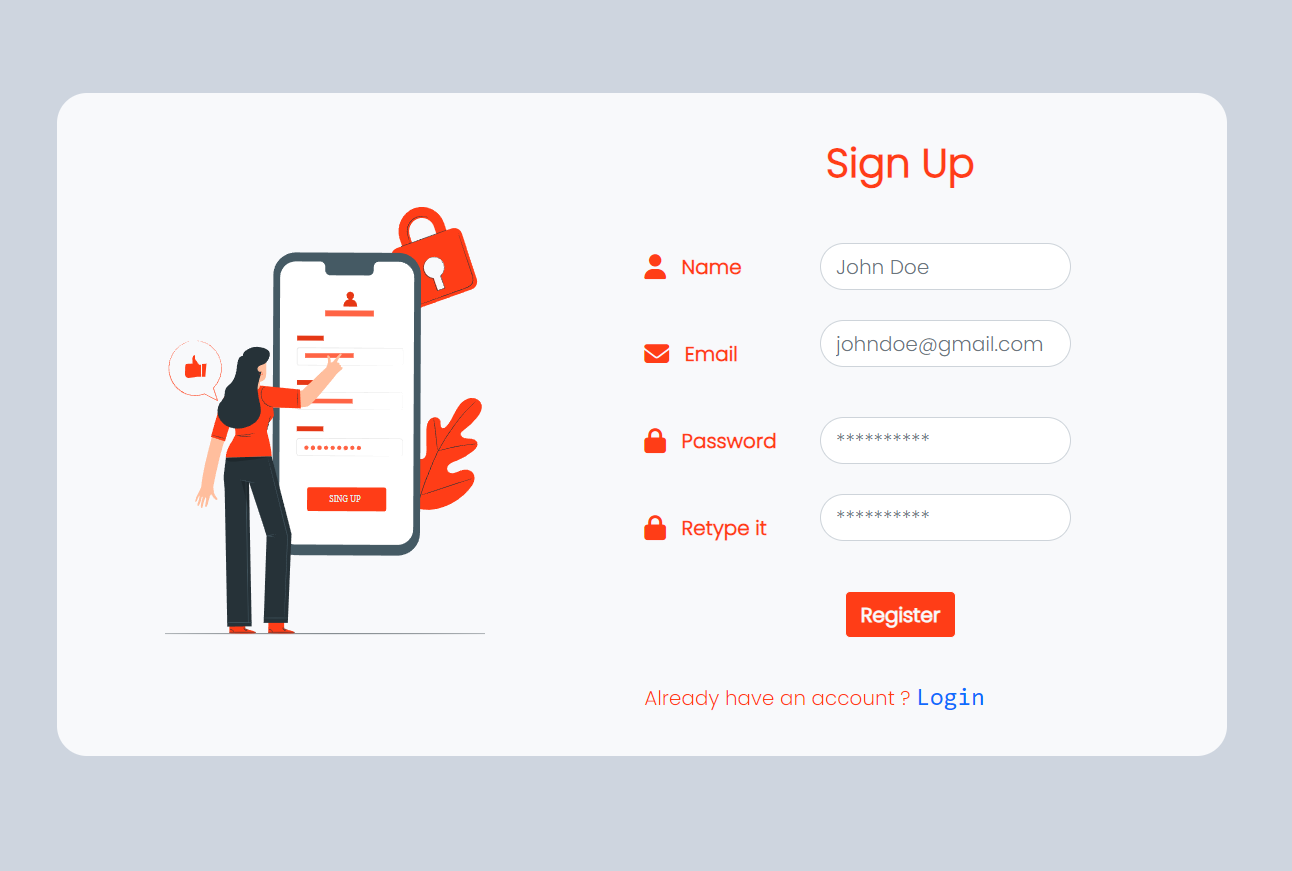 Sign Up
Name John Doe
Email johndoe@gmail.com
Password **********
Retype it **********
SING UP
Register
Already have an account ? Login